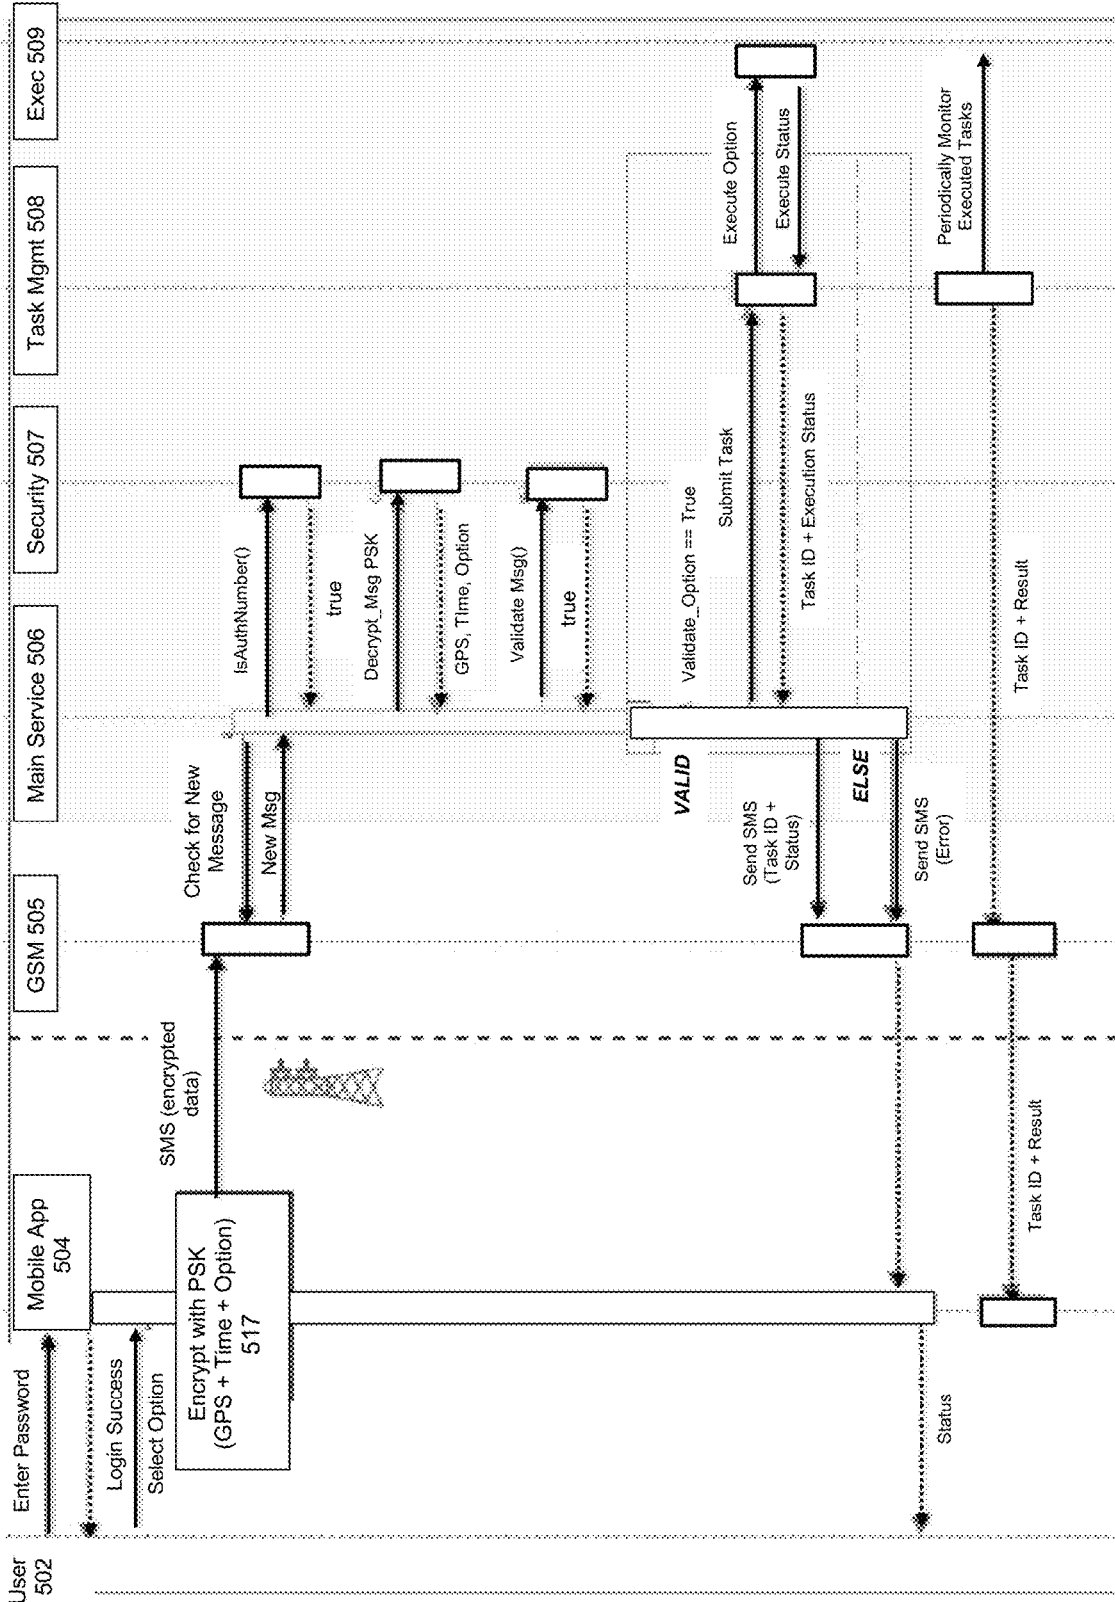 User
502
Mobile App
504
GSM 505
Main Service 506
Security 507
Task Mgmt 508
Exec 509
Enter Password
Login Success
Select Option
Encrypt with PSK
(GPS + Time + Option)
517
SMS (encrypted
data)
Check for New
Message
New Msg
IsAuthNumber()
true
Decrypt_Msg PSK
GPS, Time, Option
Validate Msg()
true
VALID
Validate_Option == True
Submit Task
Execute Option
Execute Status
Task ID + Execution Status
Send SMS
(Task ID +
Status)
ELSE
Send SMS
(Error)
Status
Periodically Monitor
Executed Tasks
Task ID + Result
Task ID + Result